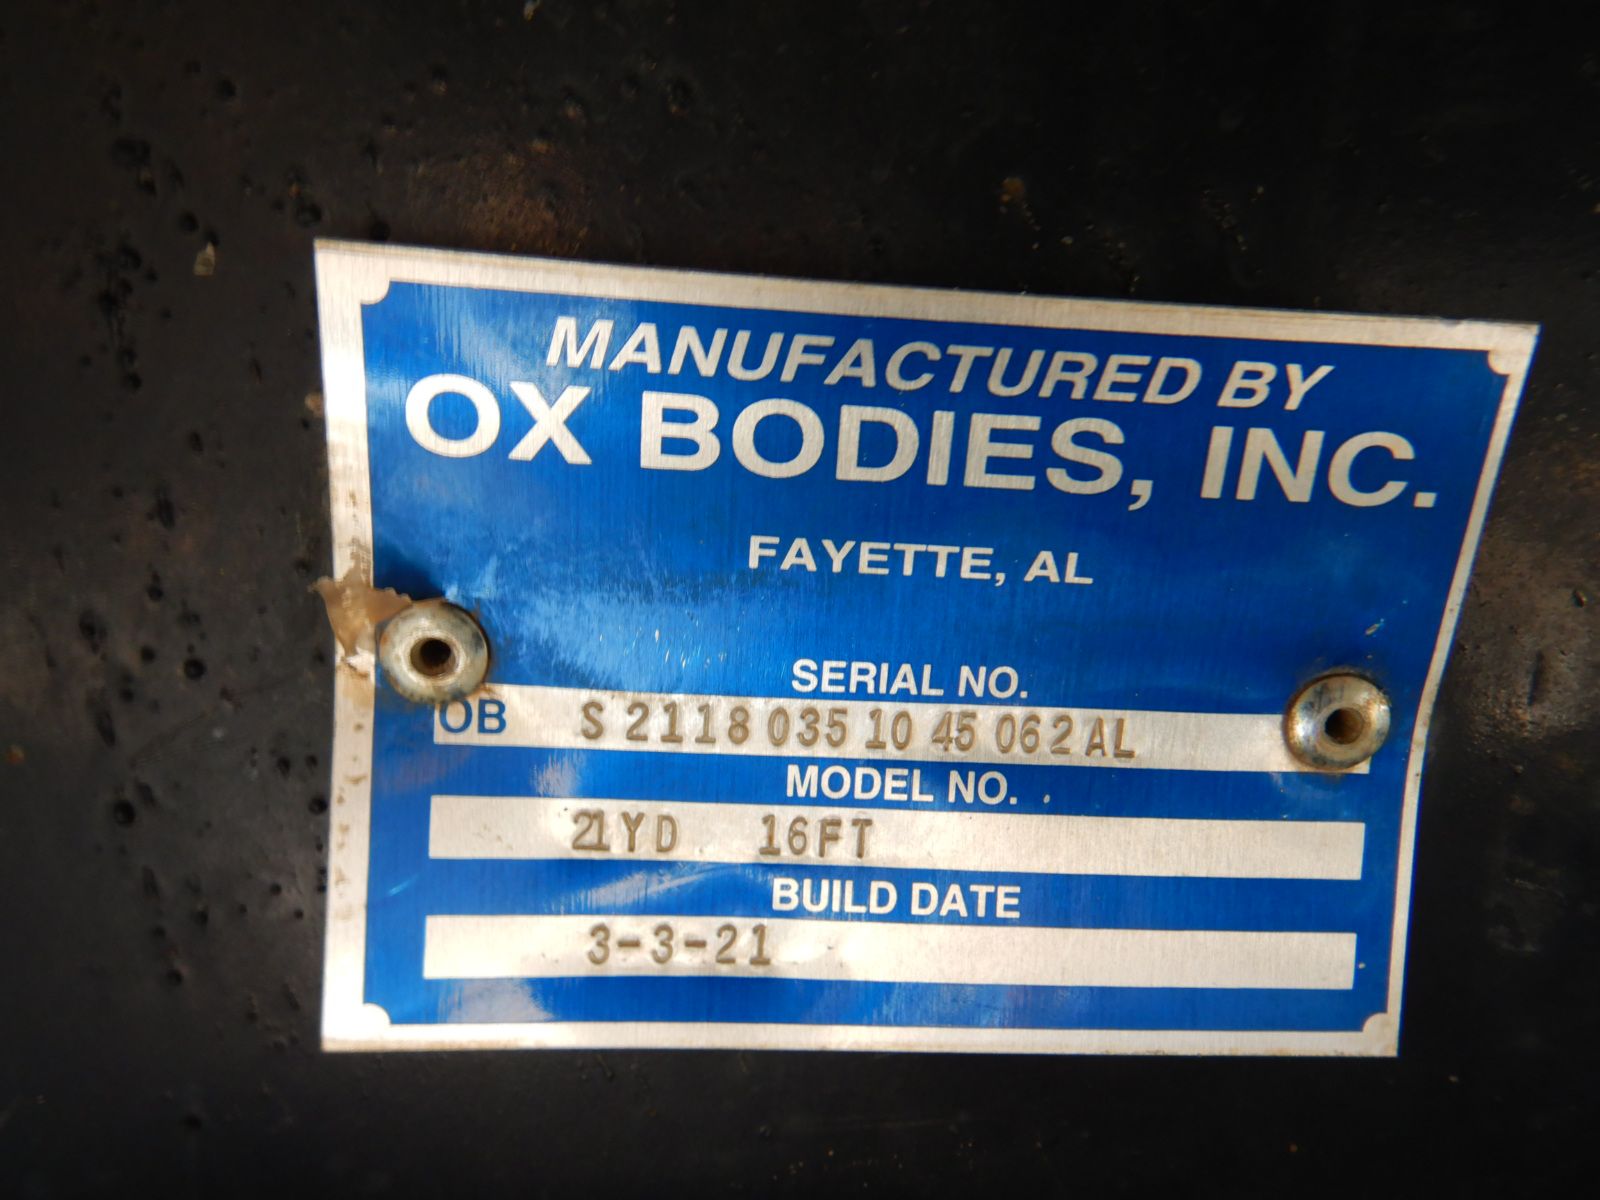 MANUFACTURED BY
OX BODIES, INC.
FAYETTE, AL
SERIAL NO.
OB S 2118 035 10 45 062 AL
MODEL NO.
21YD 16FT
BUILD DATE
3-3-21